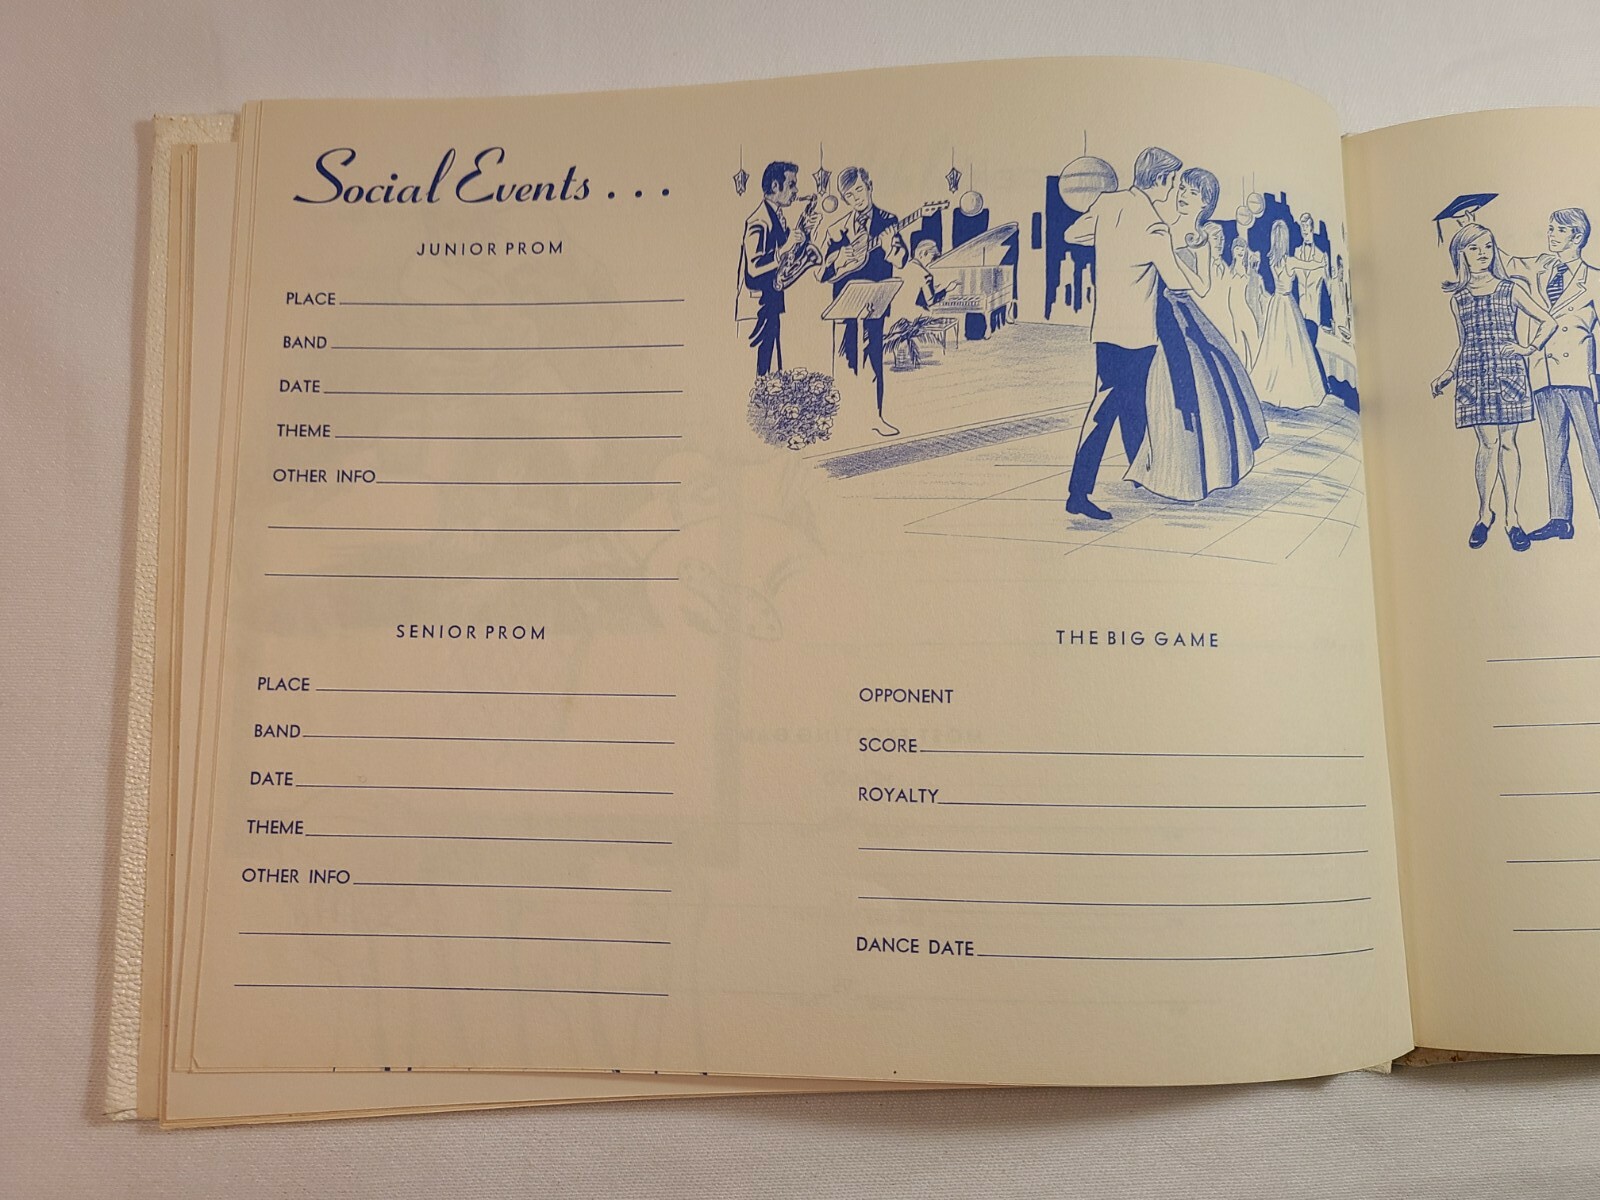 Social Events . . .
JUNIOR PROM
PLACE
BAND
DATE
THEME
OTHER INFO
SENIOR PROM
PLACE
BAND
DATE
THEME
OTHER INFO
THE BIG GAME
OPPONENT
SCORE
ROYALTY
DANCE DATE